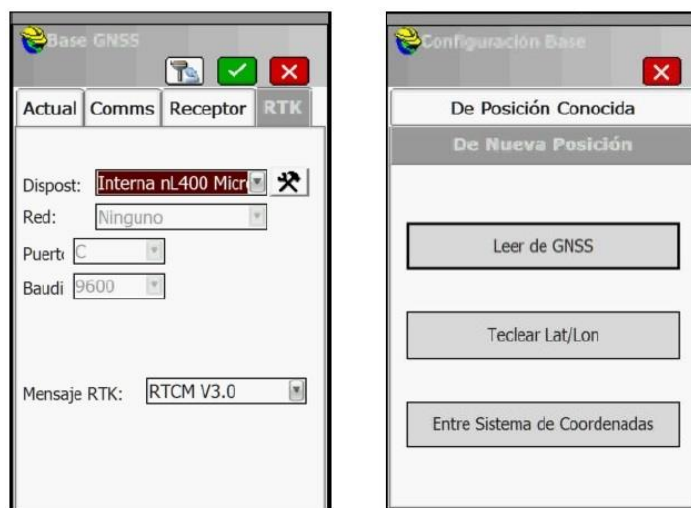 Base GNSS
Actual Comms Receptor RTK
Dispost: Interna nL400 Micr
Red: Ninguno
Puertc C
Baudi 9600
Mensaje RTK: RTCM V3.0
Configuración Base
De Posición Conocida
De Nueva Posición
Leer de GNSS
Teclear Lat/Lon
Entre Sistema de Coordenadas